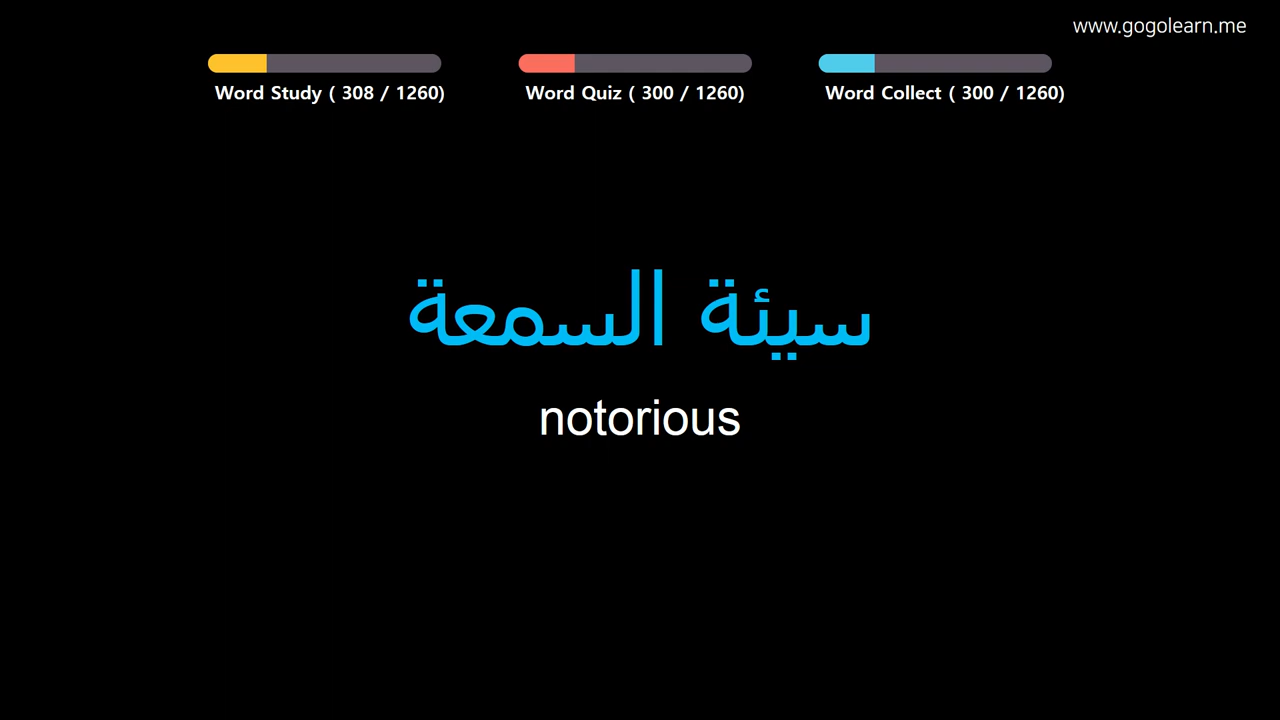 www.gogolearn.me
Word Study ( 308 / 1260)
Word Quiz ( 300 / 1260)
Word Collect ( 300 / 1260)
سيئة السمعة
notorious